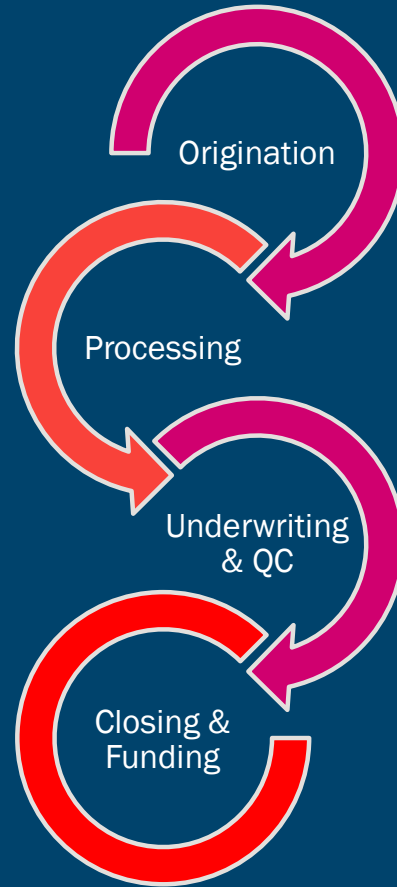 Origination
Processing
Underwriting
& QC
Closing &
Funding